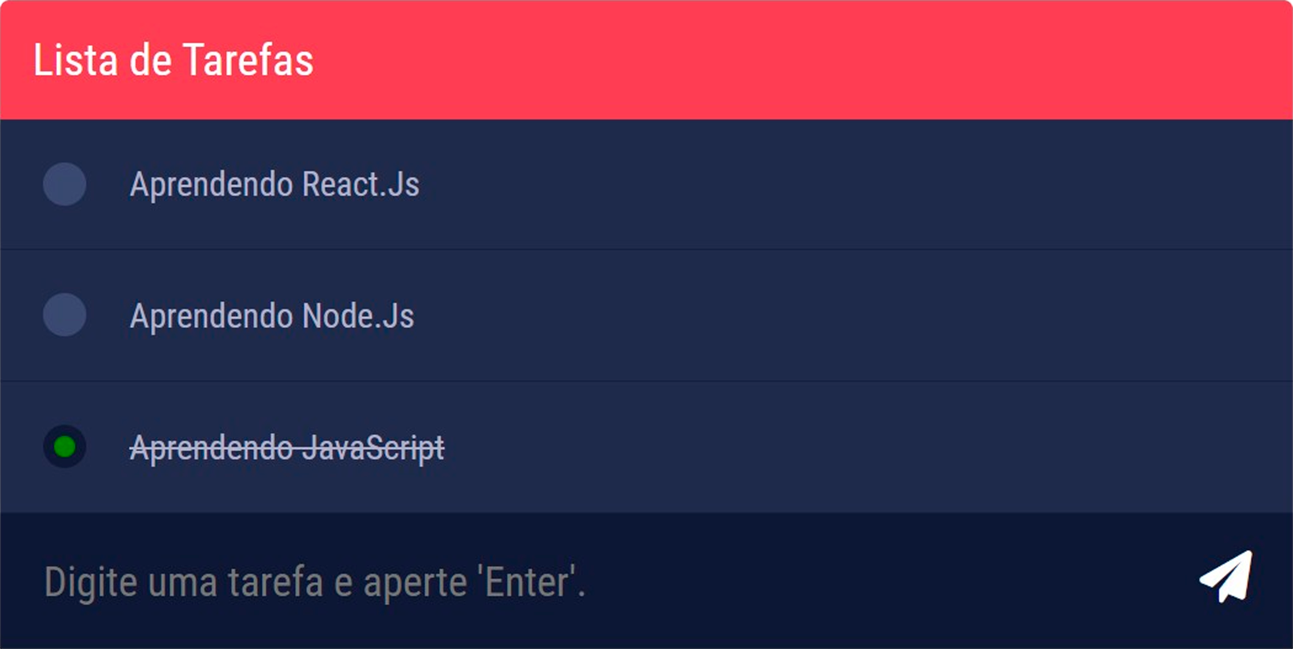 Lista de Tarefas
Aprendendo React.Js
Aprendendo Node.Js
Aprendendo JavaScript
Digite uma tarefa e aperte 'Enter'.